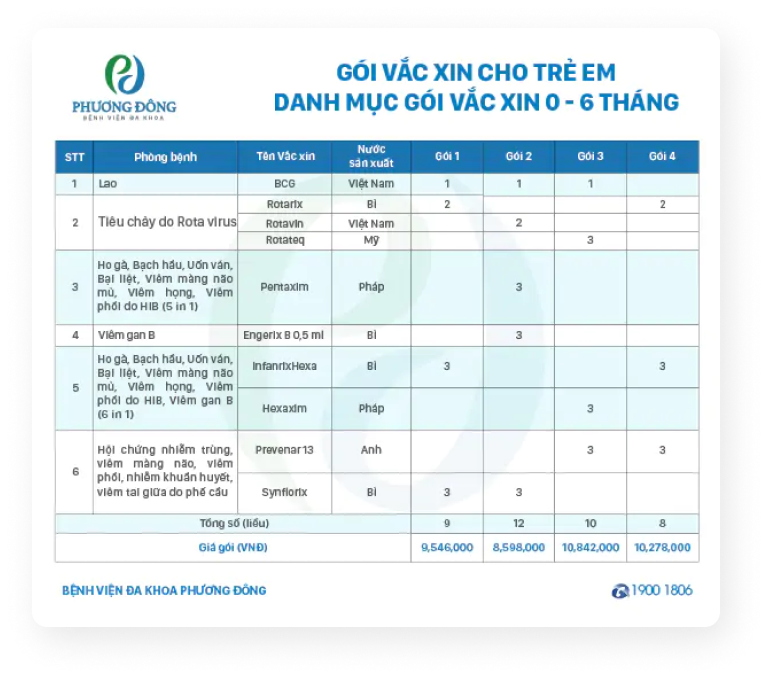 PHƯƠNG ĐÔNG
BỆNH VIỆN ĐA KHOA
GÓI VẮC XIN CHO TRẺ EM
DANH MỤC GÓI VẮC XIN 0 - 6 THÁNG
STT Phòng bệnh Tên Vắc xin Nước sản xuất Gói 1 Gói 2 Gói 3 Gói 4
1 Lao BCG Việt Nam 1 1 1
2 Tiêu chảy do Rota virus
Rotarix Bỉ 2 2
Rotavin Việt Nam 2
Rotateq Mỹ 3
3 Ho gà, Bạch hầu, Uốn ván,
Bại liệt, Viêm màng não
mủ, Viêm họng, Viêm
phổi do HIB (5 in 1)
Pentaxim Pháp 3
4 Viêm gan B Engerix B 0,5 ml Bỉ 3
5 Ho gà, Bạch hầu, Uốn ván,
Bại liệt, Viêm màng não
mủ, Viêm họng, Viêm
phổi do HIB, Viêm gan B
(6 in 1)
InfanrixHexa Bỉ 3 3
Hexaxim Pháp 3
6 Hội chứng nhiễm trùng,
viêm màng não, viêm
phổi, nhiễm khuẩn huyết,
viêm tai giữa do phế cầu
Prevenar 13 Anh 3 3
Synflorix Bỉ 3 3
Tổng số (liều) 9 12 10 8
Giá gói (VNĐ) 9,546,000 8,598,000 10,842,000 10,278,000
BỆNH VIỆN ĐA KHOA PHƯƠNG ĐÔNG
1900 1806